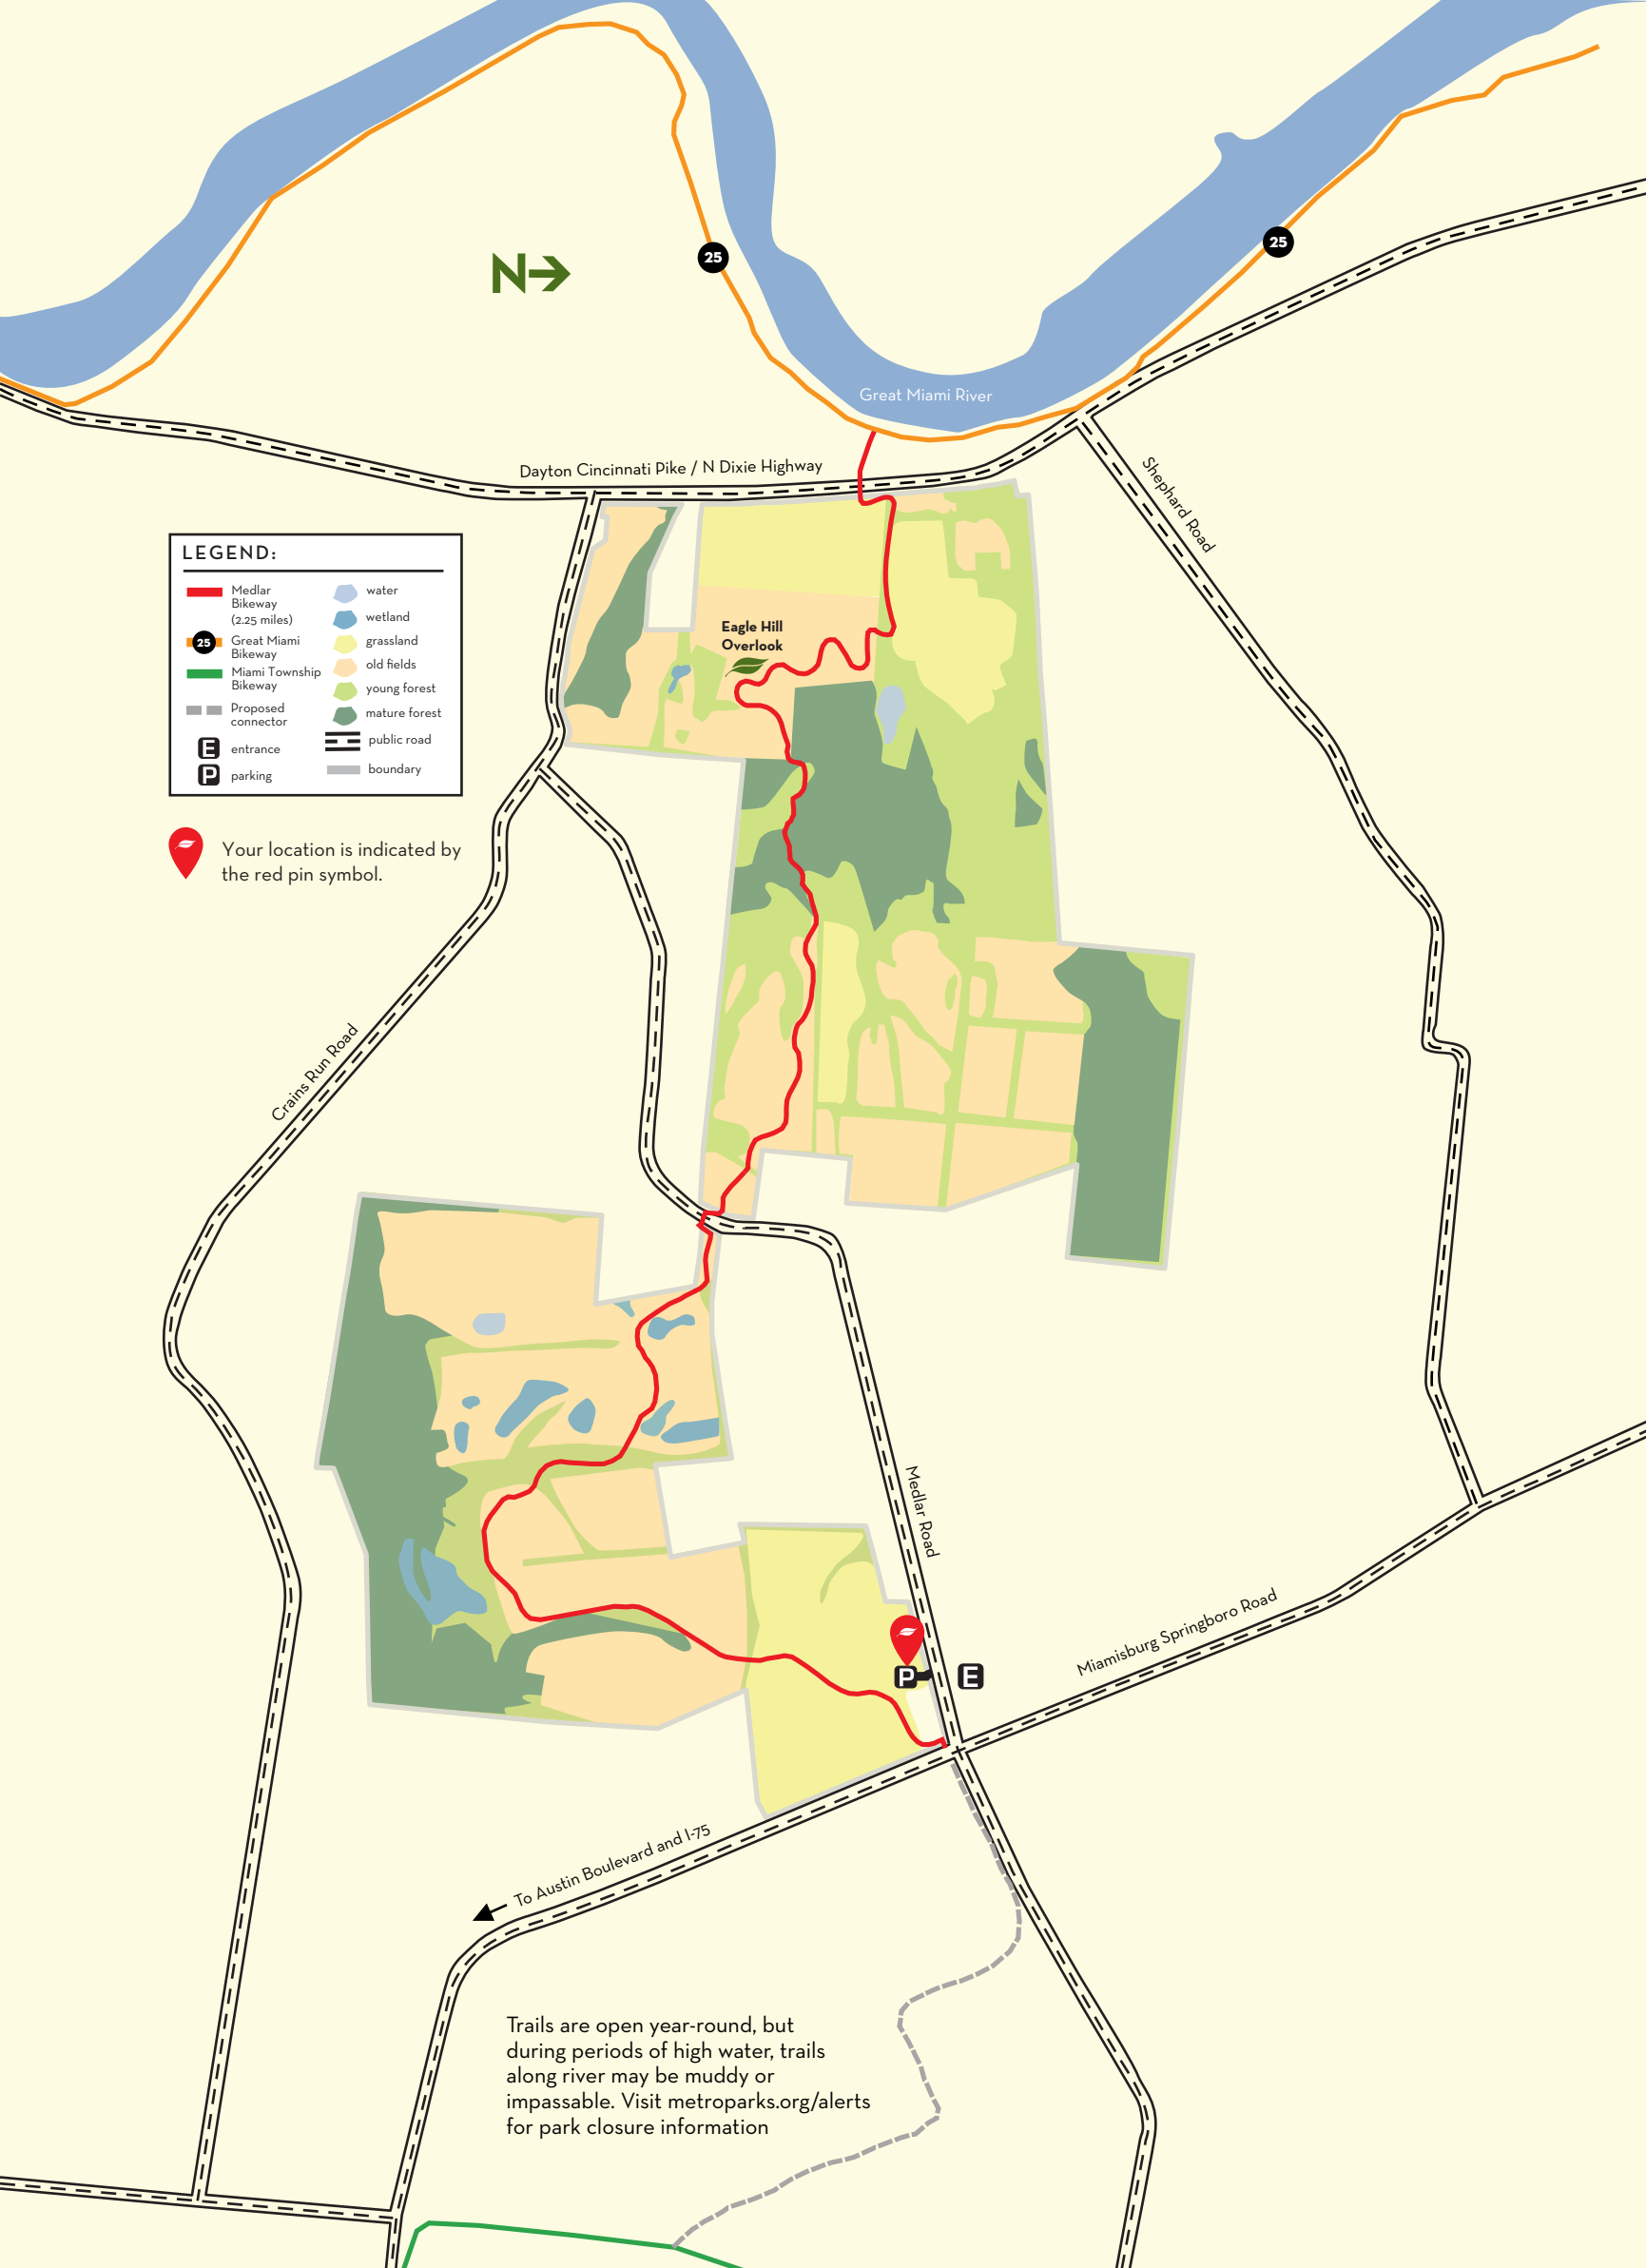 25
25
N
Great Miami River
Dayton Cincinnati Pike / N Dixie Highway
Shephard Road
LEGEND:
Medlar
Bikeway
(2.25 miles)
25
Great Miami
Bikeway
Miami Township
Bikeway
Proposed
connector
E
entrance
P
parking
water
wetland
grassland
old fields
young forest
mature forest
public road
boundary
Eagle Hill
Overlook
Your location is indicated by
the red pin symbol.
Crains Run Road
Medlar Road
Miamisburg Springboro Road
P
E
To Austin Boulevard and I-75
Trails are open year-round, but
during periods of high water, trails
along river may be muddy or
impassable. Visit metroparks.org/alerts
for park closure information